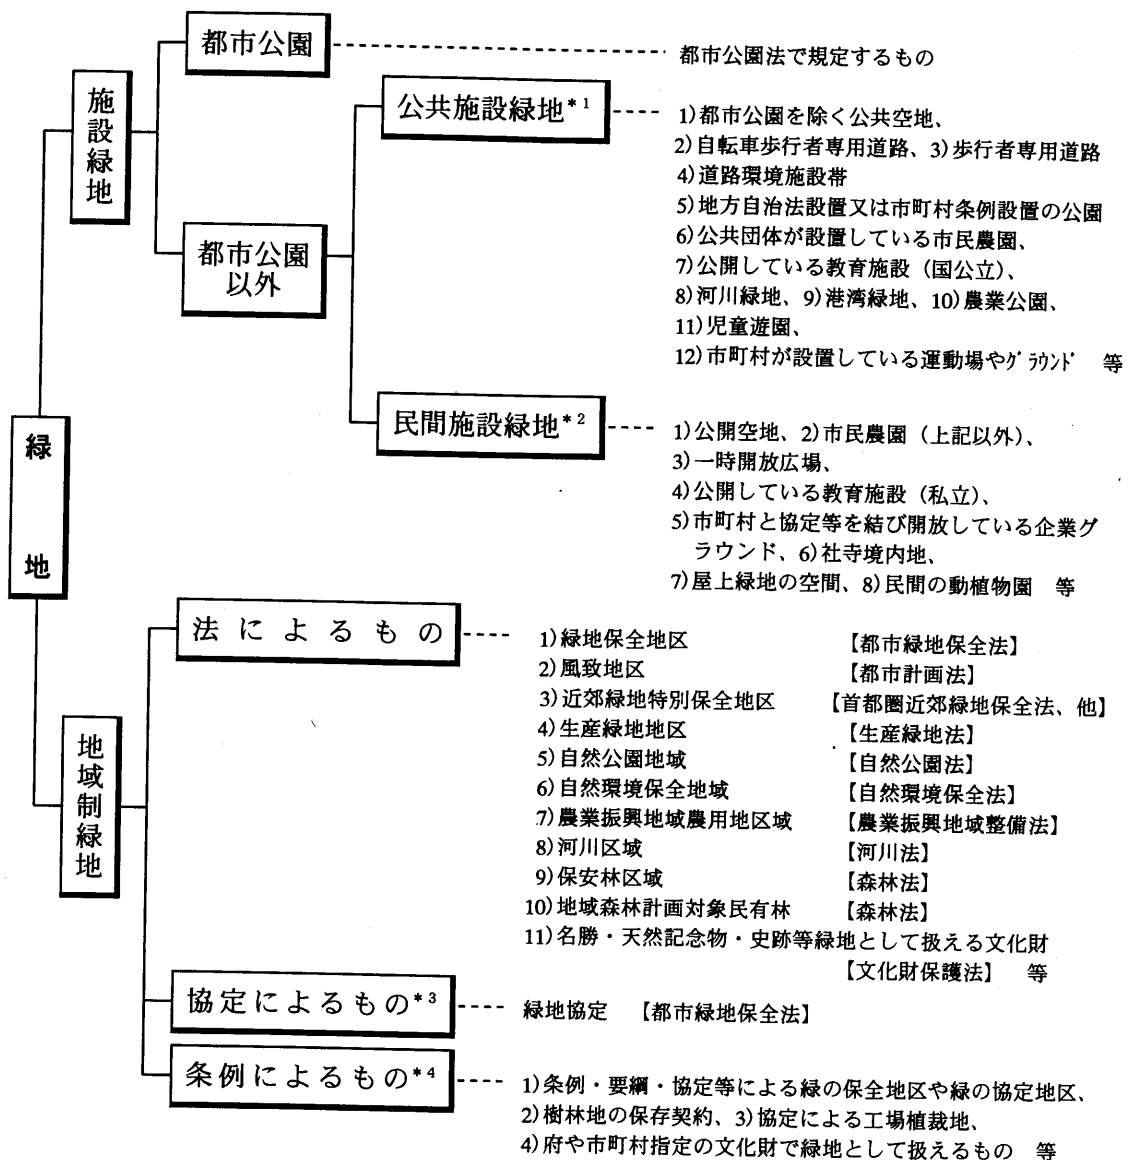 都市公園
都市公園法で規定するもの
施設緑地
公共施設緑地*1
1)都市公園を除く公共空地、
2)自転車歩行者専用道路、3)歩行者専用道路
4)道路環境施設帯
5)地方自治法設置又は市町村条例設置の公園
6)公共団体が設置している市民農園、
7)公開している教育施設（国公立）、
8)河川緑地、9)港湾緑地、10)農業公園、
11)児童遊園、
12)市町村が設置している運動場やｸﾞﾗｳﾝﾄﾞ 等
都市公園
以外
民間施設緑地*2
1)公開空地、2)市民農園（上記以外）、
3)一時開放広場、
4)公開している教育施設（私立）、
5)市町村と協定等を結び開放している企業グ
ラウンド、6)社寺境内地、
7)屋上緑地の空間、8)民間の動植物園 等
緑地
法によるもの
1)緑地保全地区 【都市緑地保全法】
2)風致地区 【都市計画法】
3)近郊緑地特別保全地区 【首都圏近郊緑地保全法、他】
4)生産緑地地区 【生産緑地法】
5)自然公園地域 【自然公園法】
6)自然環境保全地域 【自然環境保全法】
7)農業振興地域農用地区域 【農業振興地域整備法】
8)河川区域 【河川法】
9)保安林区域 【森林法】
10)地域森林計画対象民有林 【森林法】
11)名勝・天然記念物・史跡等緑地として扱える文化財
【文化財保護法】 等
地域制緑地
協定によるもの*3
緑地協定 【都市緑地保全法】
条例によるもの*4
1)条例・要綱・協定等による緑の保全地区や緑の協定地区、
2)樹林地の保存契約、3)協定による工場植栽地、
4)府や市町村指定の文化財で緑地として扱えるもの 等